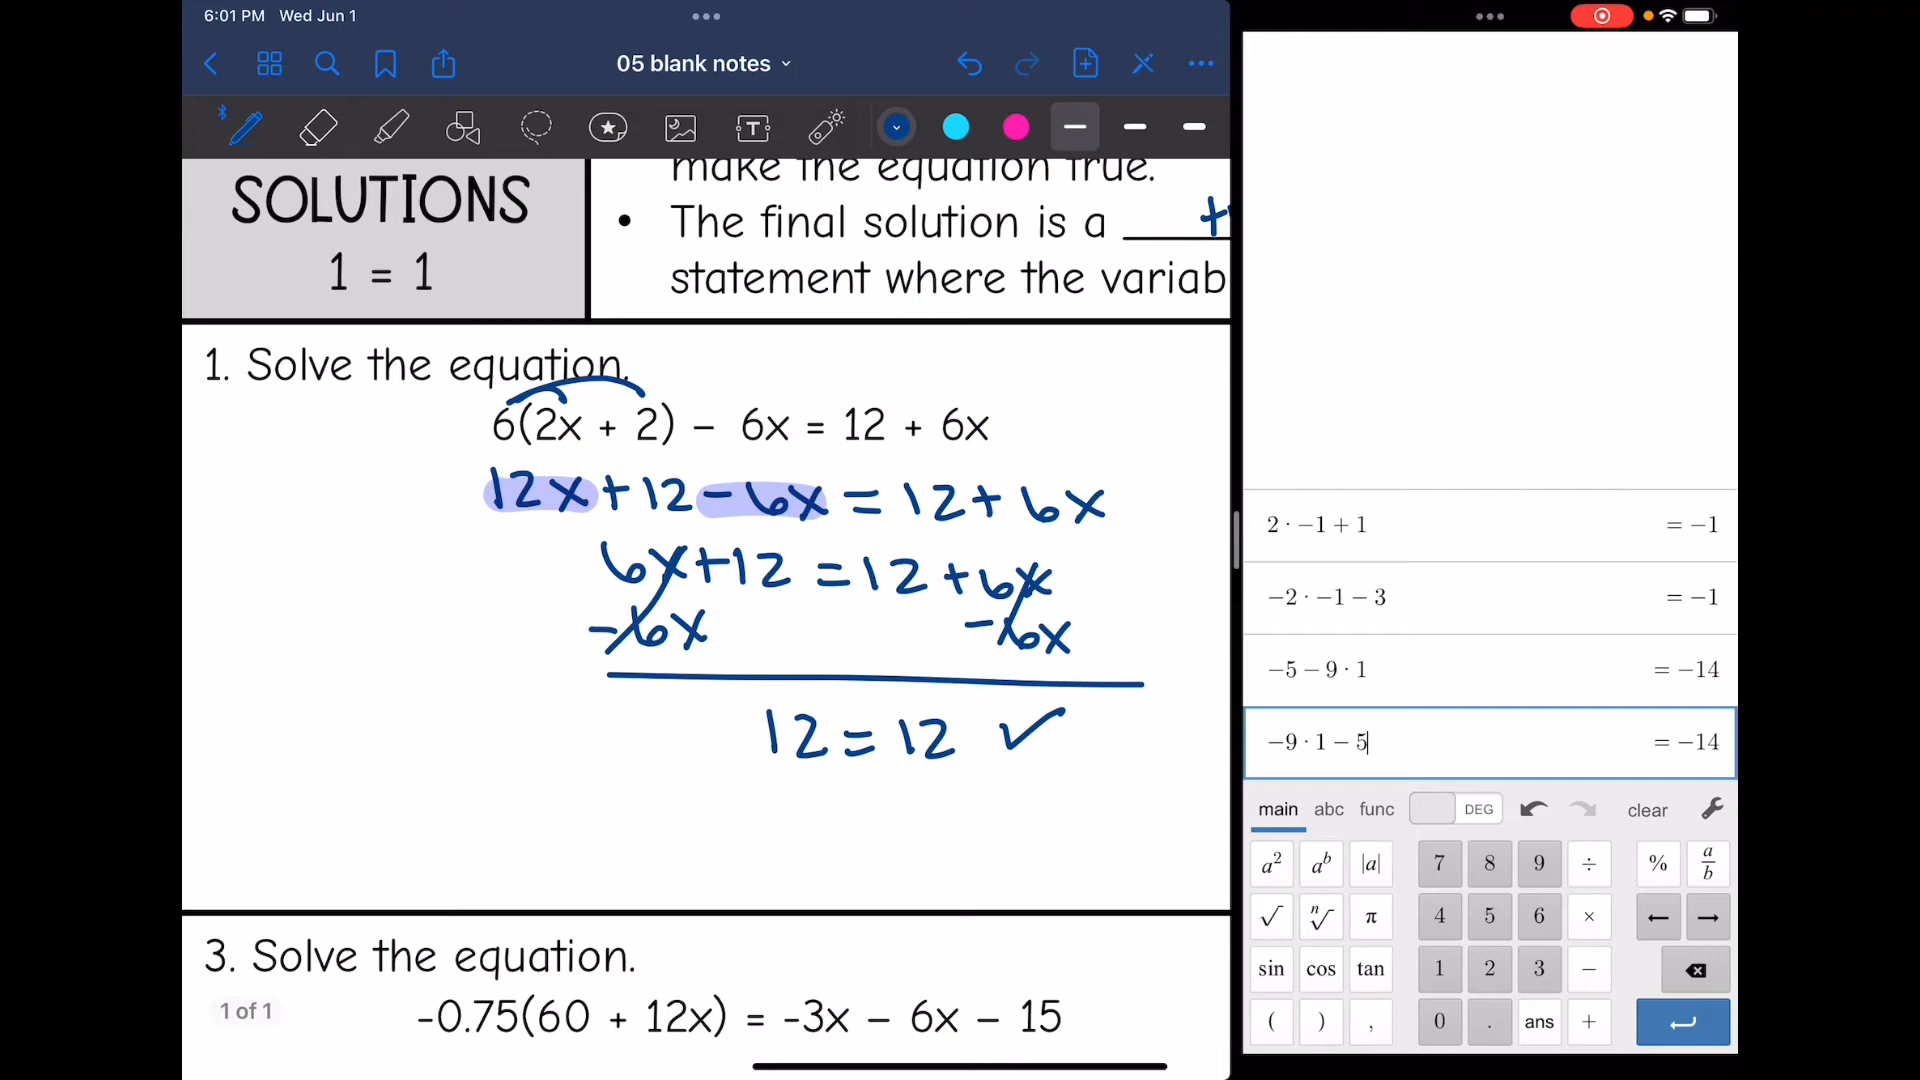 6:01 PM Wed Jun 1
05 blank notes
T
make the equation true.
SOLUTIONS
1 = 1
• The final solution is a
statement where the variab
1. Solve the equation.
6(2x + 2) - 6x = 12 + 6x
12x+12-6x = 12+6x
6x+12 = 12+6x
-6x -6x
12=12 ✓
3. Solve the equation.
-0.75(60 + 12x) = -3x - 6x - 15
1 of 1
2 · −1 + 1 = −1
−2 · −1 − 3 = −1
−5 − 9 · 1 = −14
−9 · 1 − 5 = −14
main abc func DEG clear
a² aᵇ |a| 7 8 9 ÷ % a/b
√ ⁿ√ π 4 5 6 × ← →
sin cos tan 1 2 3 −
( ) , 0 . ans +